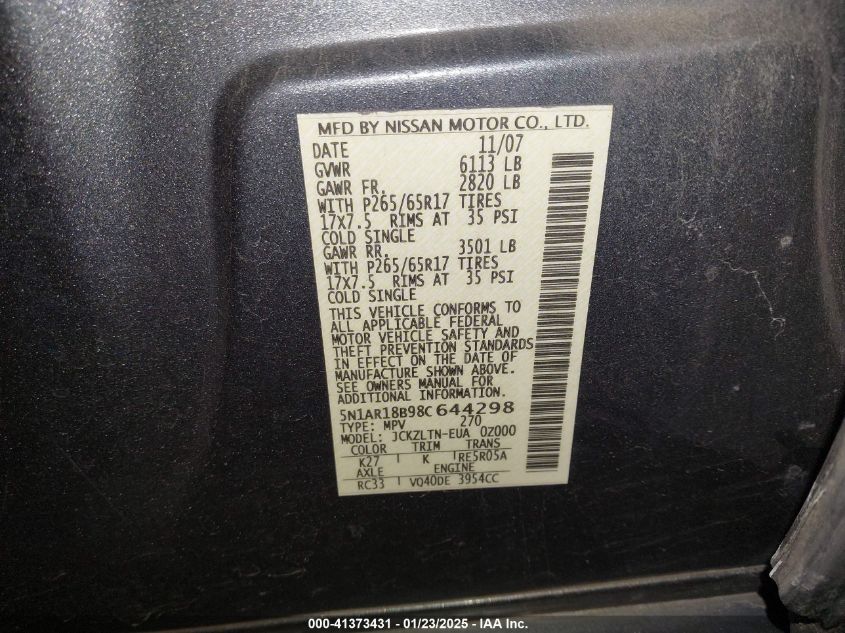 MFD BY NISSAN MOTOR CO., LTD.
DATE 11/07
GVWR 6113 LB
GAWR FR. 2820 LB
WITH P265/65R17 TIRES
17X7.5 RIMS AT 35 PSI
COLD SINGLE
GAWR RR. 3501 LB
WITH P265/65R17 TIRES
17X7.5 RIMS AT 35 PSI
COLD SINGLE
THIS VEHICLE CONFORMS TO
ALL APPLICABLE FEDERAL
MOTOR VEHICLE SAFETY AND
THEFT PREVENTION STANDARDS
IN EFFECT ON THE DATE OF
MANUFACTURE SHOWN ABOVE.
SEE OWNERS MANUAL FOR
ADDITIONAL INFORMATION.
5N1AR18B98C644298
TYPE: MPV 270
MODEL: JCKZLTN-EUA 0Z000
COLOR TRIM TRANS
K27 K RE5R05A
AXLE ENGINE
RC33 VQ40DE 3954CC
000-41373431 - 01/23/2025 - IAA Inc.